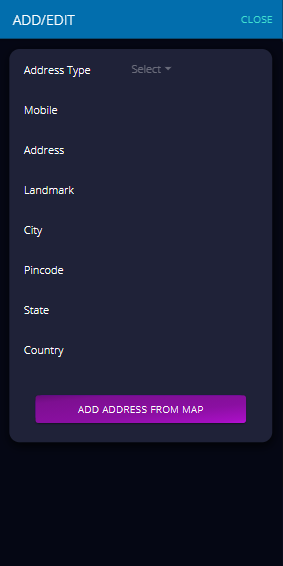 ADD/EDIT CLOSE
Address Type Select
Mobile
Address
Landmark
City
Pincode
State
Country
ADD ADDRESS FROM MAP